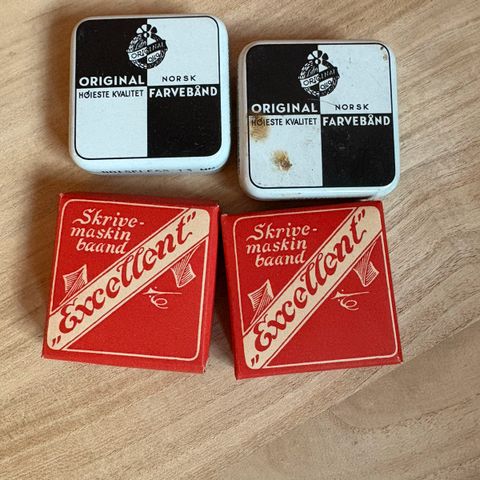 ORIGINAL NORSK
HØIESTE KVALITET FARVEBÅND
ORIGINAL NORSK
HØIESTE KVALITET FARVEBÅND
Skrive-
maskin
baand
„Excellent”
Skrive-
maskin
baand
„Excellent”